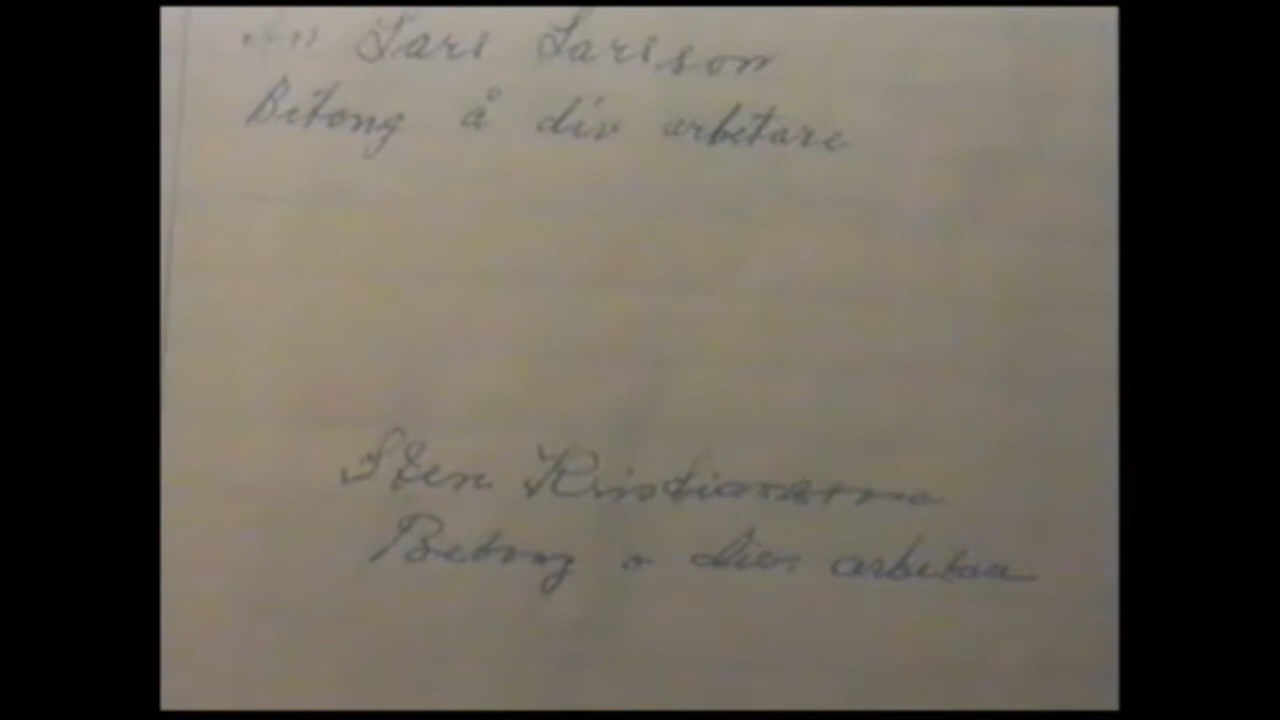 Lars Larsson
Betong å div arbetare
Sten Kristiansson
Betong o div arbetare